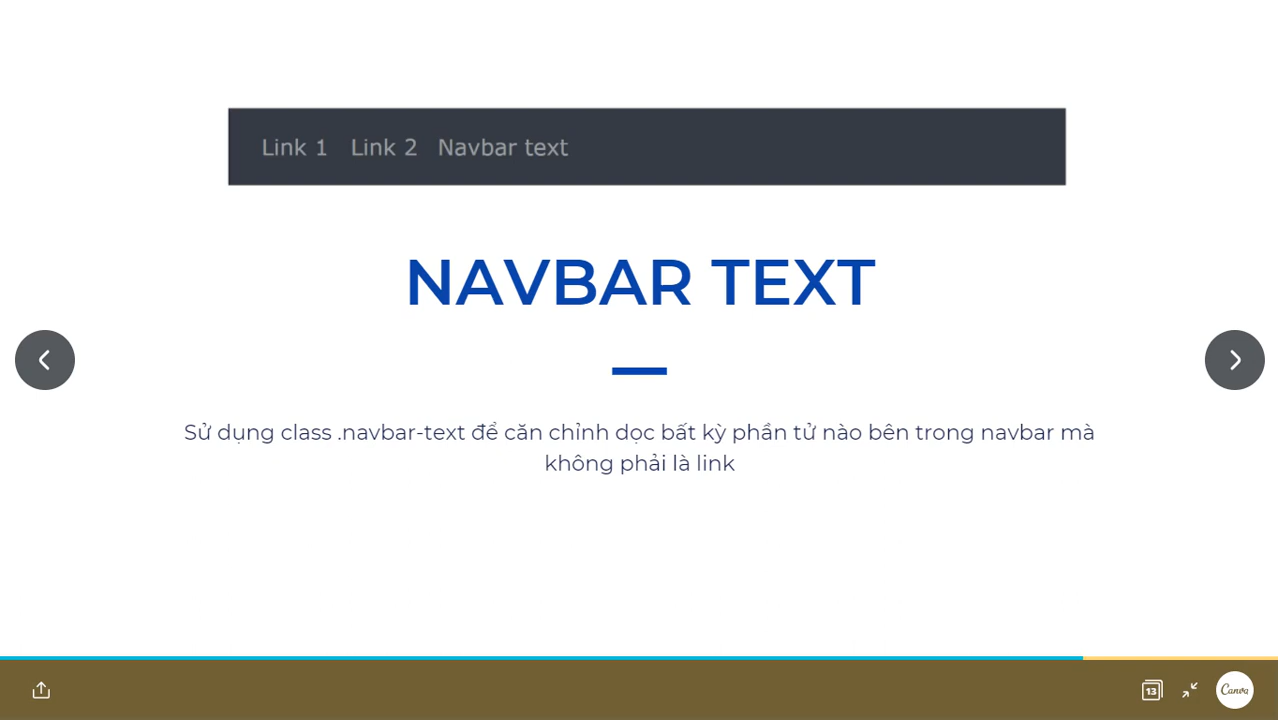 Link 1 Link 2 Navbar text
NAVBAR TEXT
Sử dụng class .navbar-text để căn chỉnh dọc bất kỳ phần tử nào bên trong navbar mà
không phải là link
13
Canva